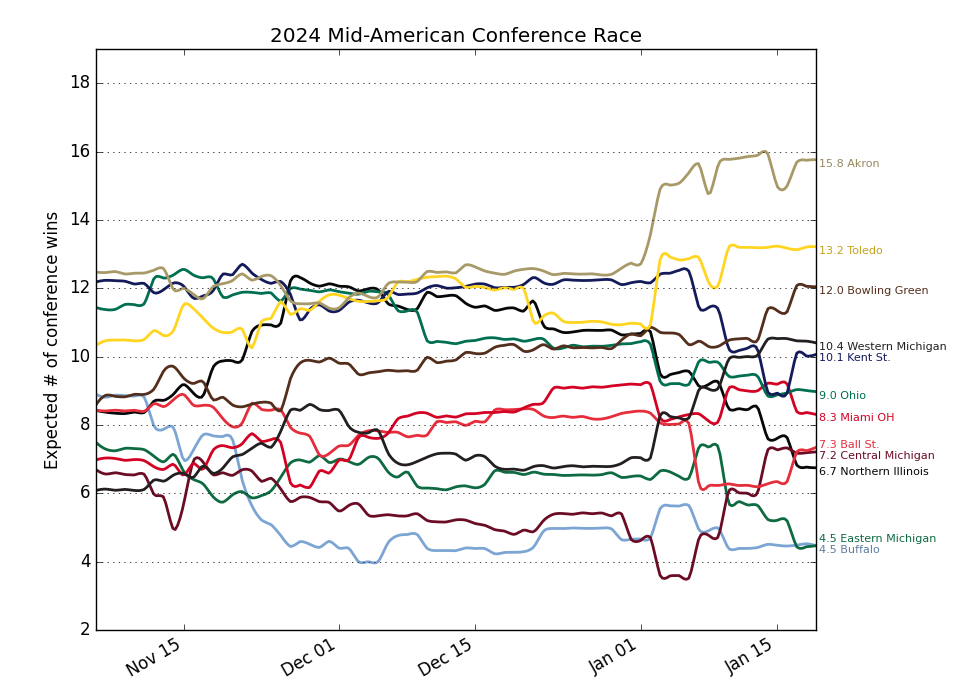 2024 Mid-American Conference Race
Expected # of conference wins
18
16
14
12
10
8
6
4
2
Nov 15
Dec 01
Dec 15
Jan 01
Jan 15
15.8 Akron
13.2 Toledo
12.0 Bowling Green
10.4 Western Michigan
10.1 Kent St.
9.0 Ohio
8.3 Miami OH
7.3 Ball St.
7.2 Central Michigan
6.7 Northern Illinois
4.5 Eastern Michigan
4.5 Buffalo